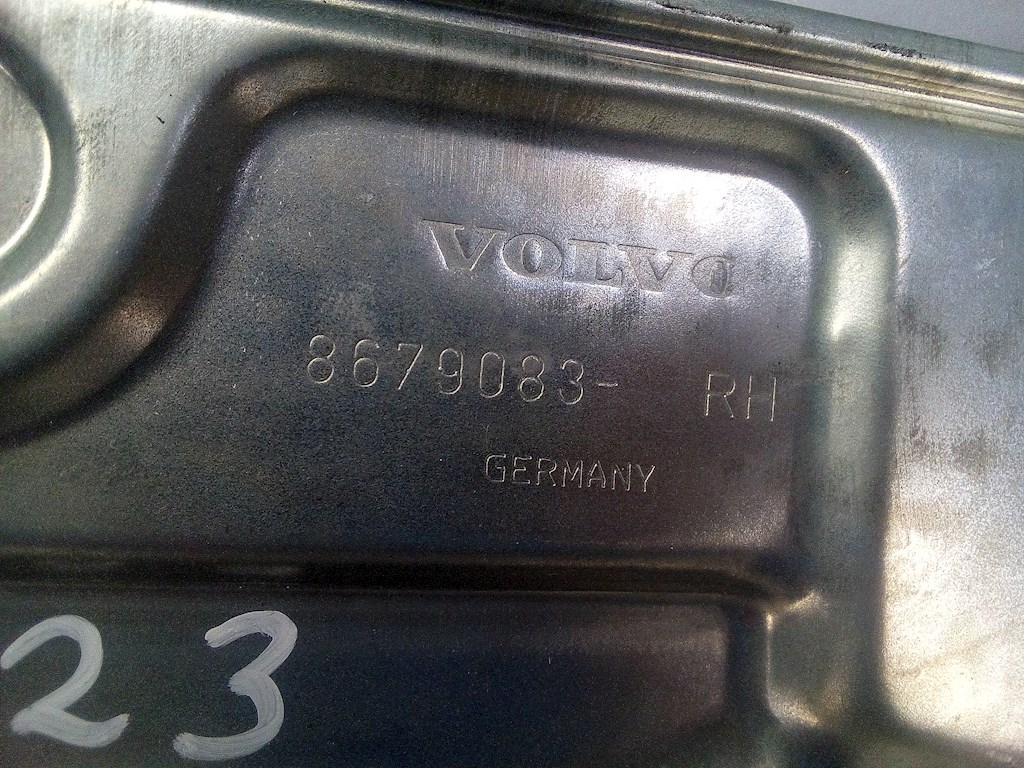 VOLVO
8679083- RH
GERMANY
23